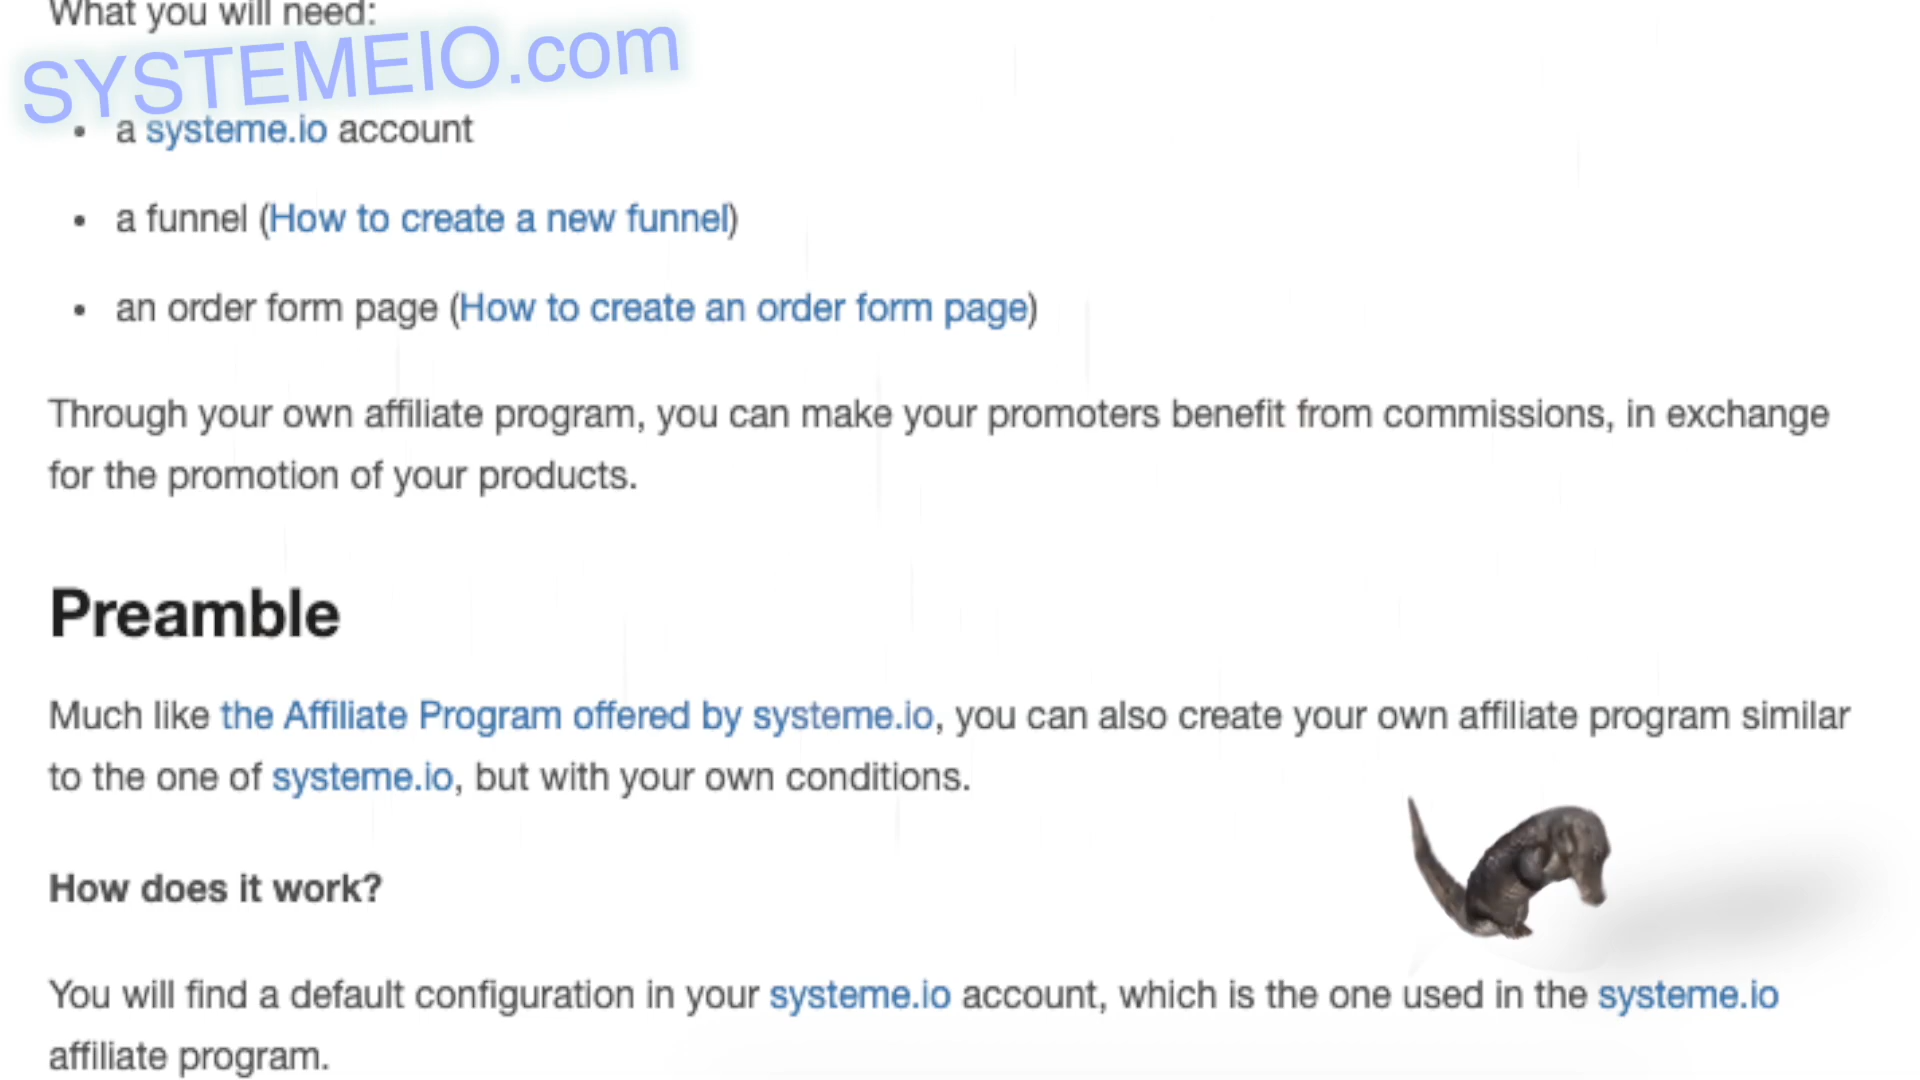 What you will need:
SYSTEMEIO.com
• a systeme.io account
• a funnel (How to create a new funnel)
• an order form page (How to create an order form page)
Through your own affiliate program, you can make your promoters benefit from commissions, in exchange
for the promotion of your products.
Preamble
Much like the Affiliate Program offered by systeme.io, you can also create your own affiliate program similar
to the one of systeme.io, but with your own conditions.
How does it work?
You will find a default configuration in your systeme.io account, which is the one used in the systeme.io
affiliate program.